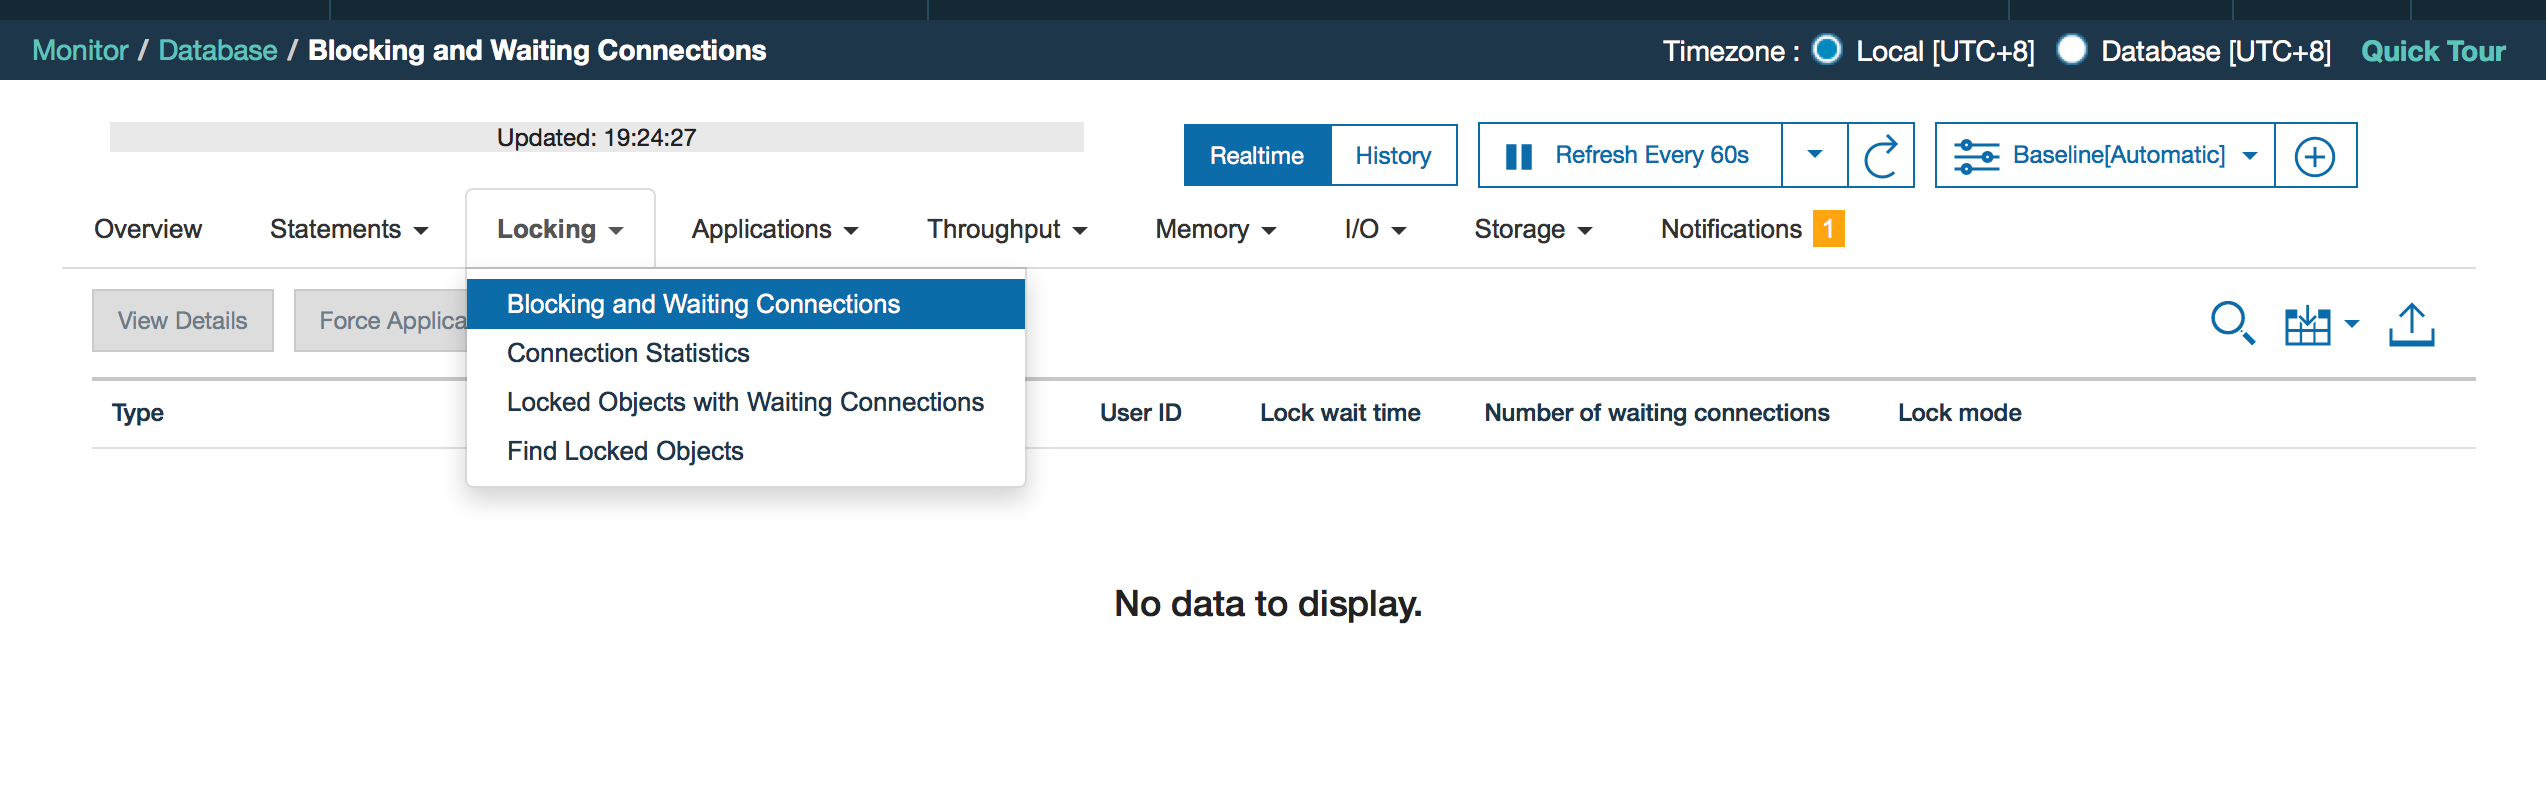 Monitor / Database / Blocking and Waiting Connections
Timezone : Local [UTC+8] Database [UTC+8] Quick Tour
Updated: 19:24:27
Realtime History Refresh Every 60s Baseline[Automatic]
Overview Statements Locking Applications Throughput Memory I/O Storage Notifications 1
View Details Force Applica
Blocking and Waiting Connections
Connection Statistics
Locked Objects with Waiting Connections
Find Locked Objects
Type User ID Lock wait time Number of waiting connections Lock mode
No data to display.